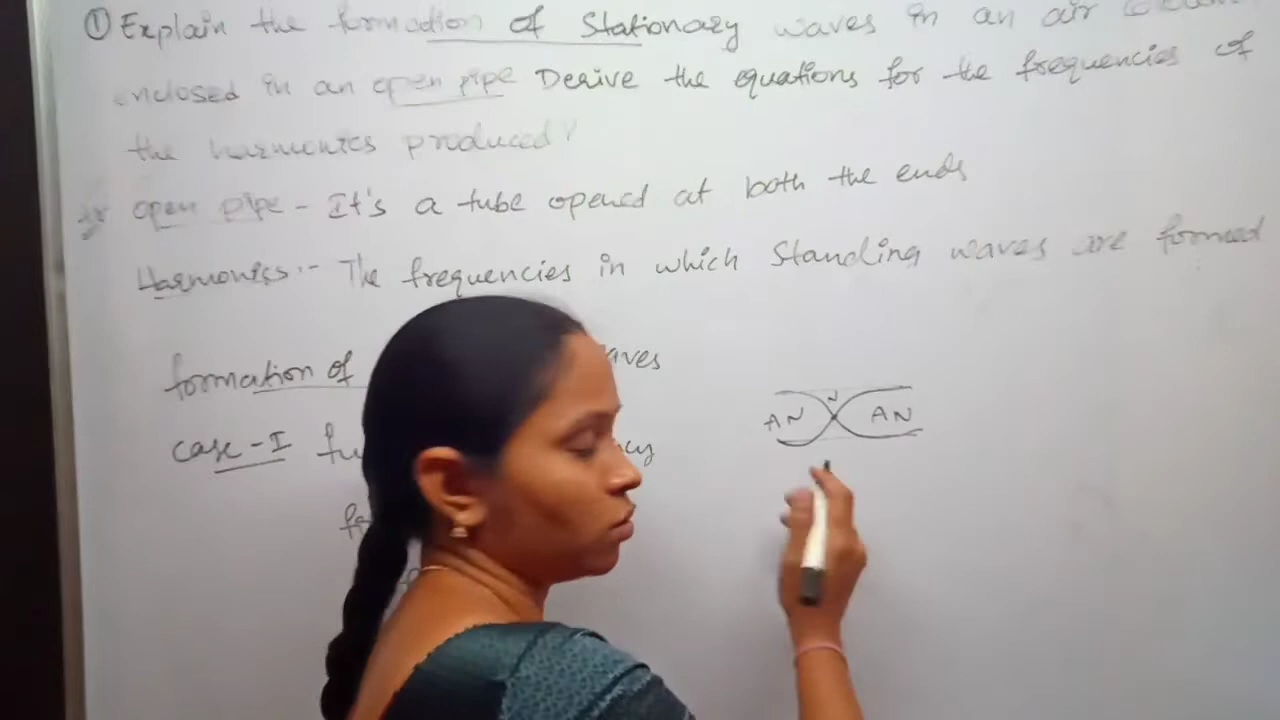 ① Explain the formation of Stationary waves in an air
enclosed in an open pipe Derive the equations for the frequencies of
the harmonics produced?
open pipe - It's a tube opened at both the ends
Harmonics :- The frequencies in which Standing waves are formed
formation of
case - I
AN N AN